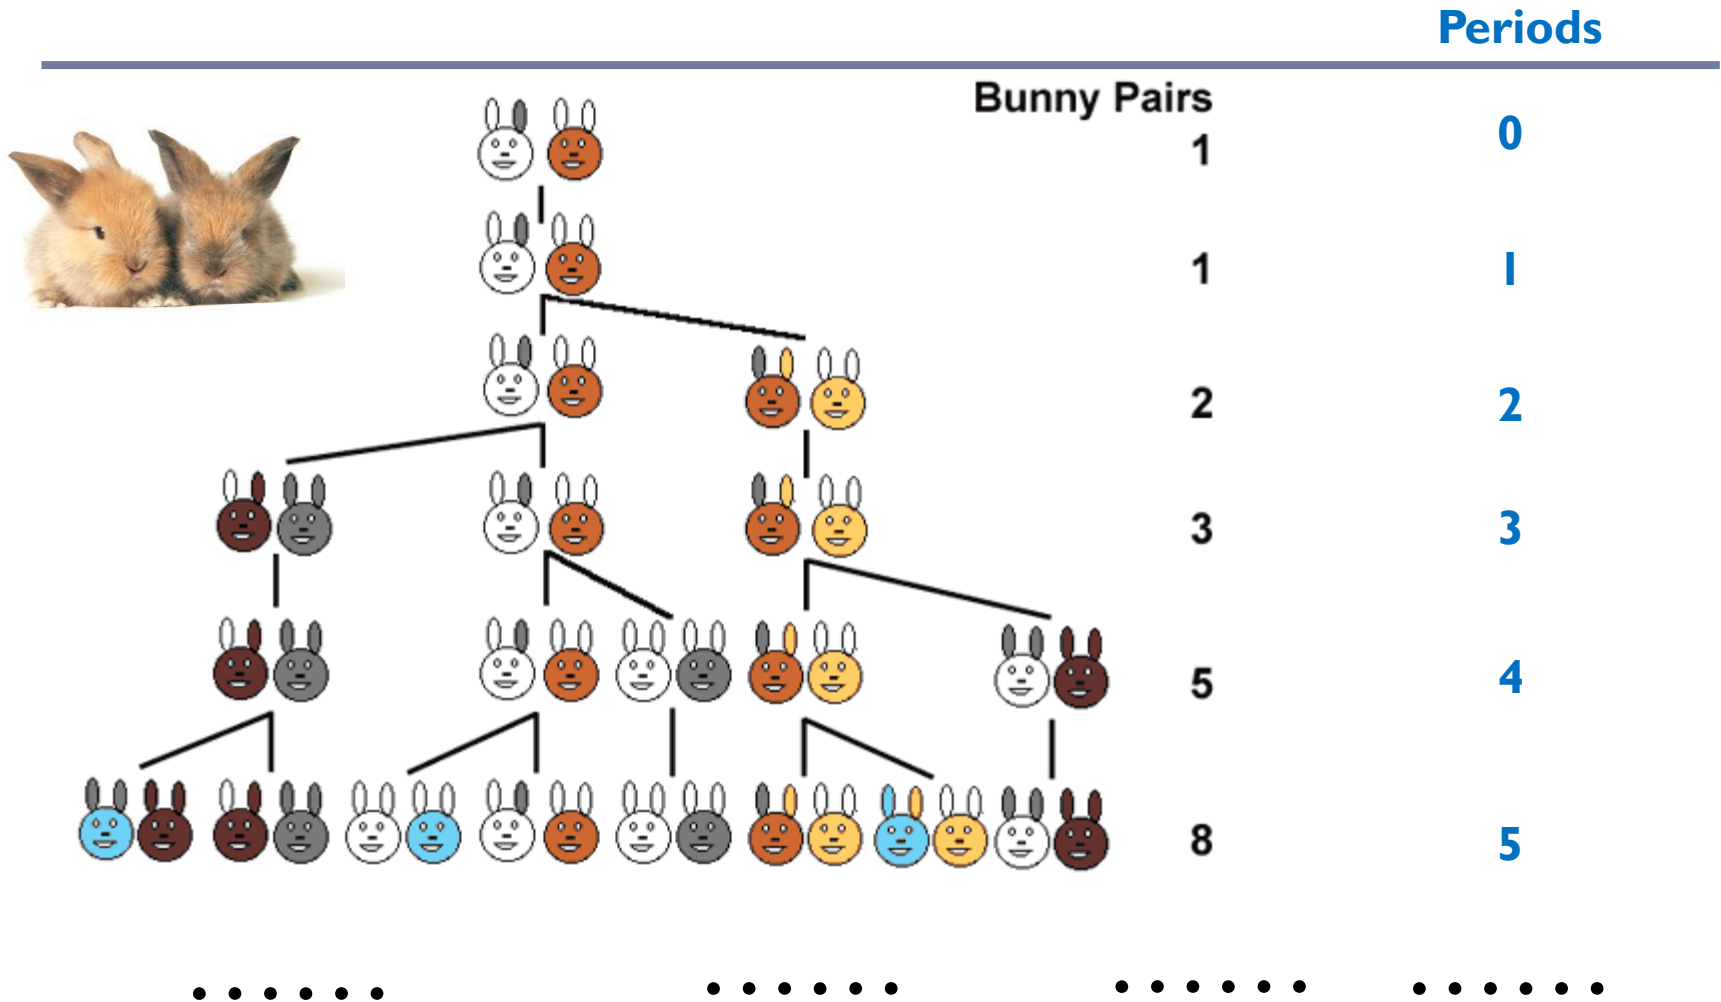 Periods
Bunny Pairs
1 0
1 1
2 2
3 3
5 4
8 5
...... ...... ...... ......